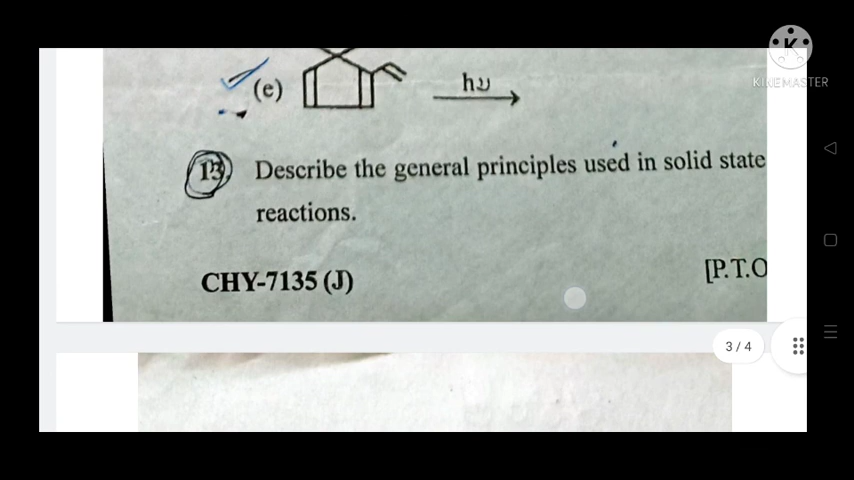 KINEMASTER
(e)
hυ
13. Describe the general principles used in solid state
reactions.
CHY-7135 (J)
[P.T.O
3 / 4